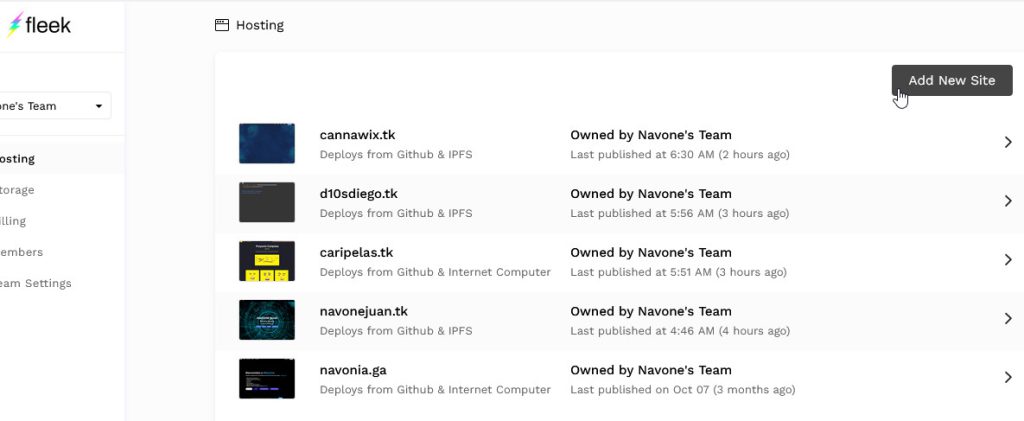 fleek
Hosting
Add New Site
one's Team
osting
torage
illing
embers
eam Settings
cannawix.tk
Deploys from Github & IPFS
Owned by Navone's Team
Last published at 6:30 AM (2 hours ago)
d10sdiego.tk
Deploys from Github & IPFS
Owned by Navone's Team
Last published at 5:56 AM (3 hours ago)
caripelas.tk
Deploys from Github & Internet Computer
Owned by Navone's Team
Last published at 5:51 AM (3 hours ago)
navonejuan.tk
Deploys from Github & IPFS
Owned by Navone's Team
Last published at 4:46 AM (4 hours ago)
navonia.ga
Deploys from Github & Internet Computer
Owned by Navone's Team
Last published on Oct 07 (3 months ago)